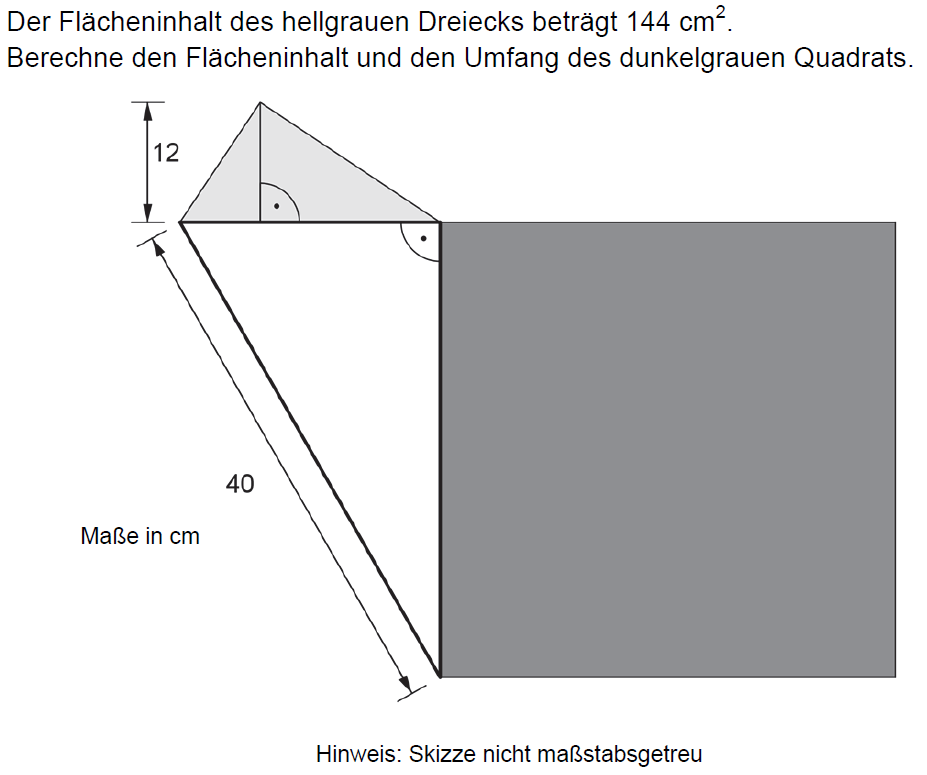 Der Flächeninhalt des hellgrauen Dreiecks beträgt 144 cm².
Berechne den Flächeninhalt und den Umfang des dunkelgrauen Quadrats.
12
40
Maße in cm
Hinweis: Skizze nicht maßstabsgetreu